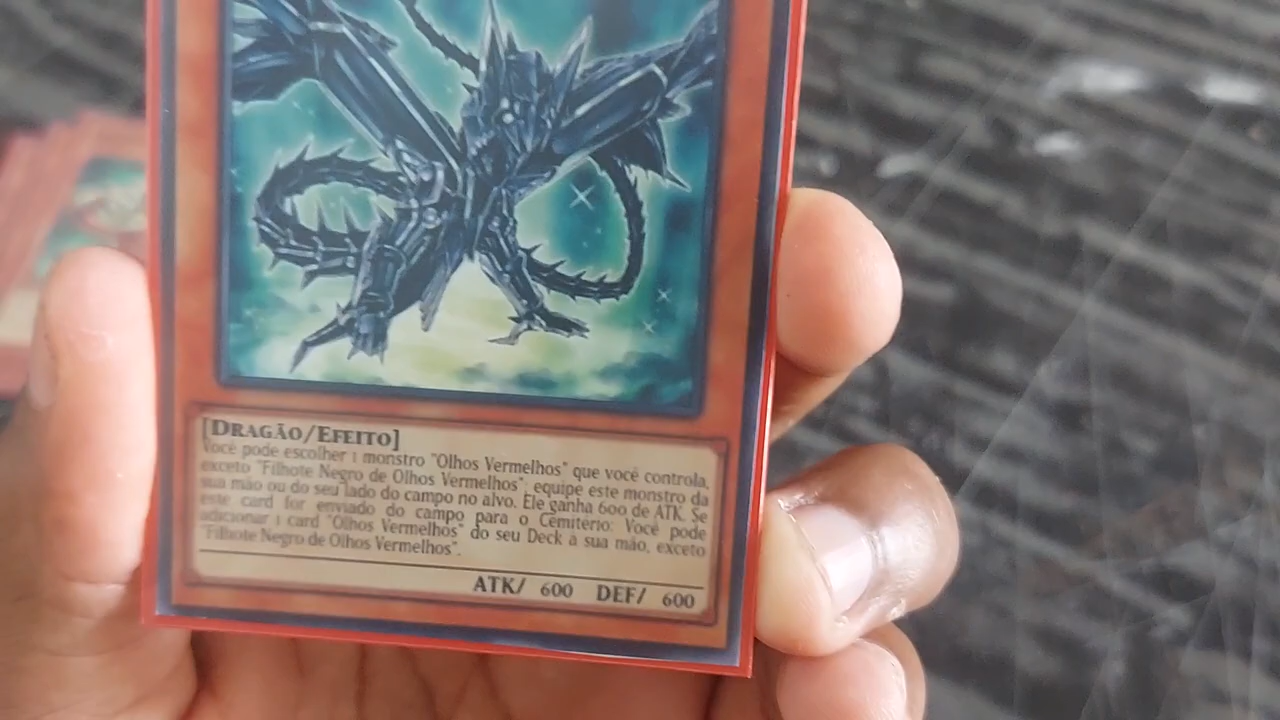 [DRAGÃO/EFEITO]
Você pode escolher 1 monstro "Olhos Vermelhos" que você controla,
exceto "Filhote Negro de Olhos Vermelhos", equipe este monstro da
sua mão ou do seu lado do campo no alvo. Ele ganha 600 de ATK. Se
este card for enviado do campo para o Cemitério: Você pode
adicionar 1 card "Olhos Vermelhos" do seu Deck à sua mão, exceto
"Filhote Negro de Olhos Vermelhos".
ATK/ 600 DEF/ 600